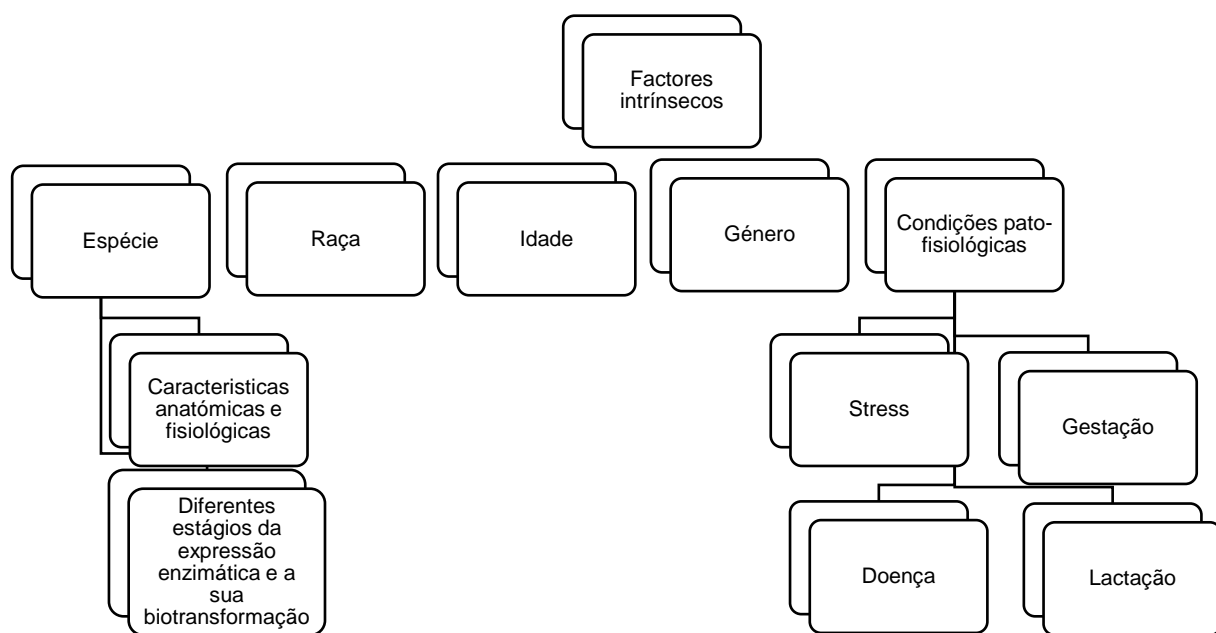 Factores
intrínsecos
Espécie
Raça
Idade
Género
Condições pato-
fisiológicas
Caracteristicas
anatómicas e
fisiológicas
Stress
Gestação
Diferentes
estágios da
expressão
enzimática e a
sua
biotransformação
Doença
Lactação